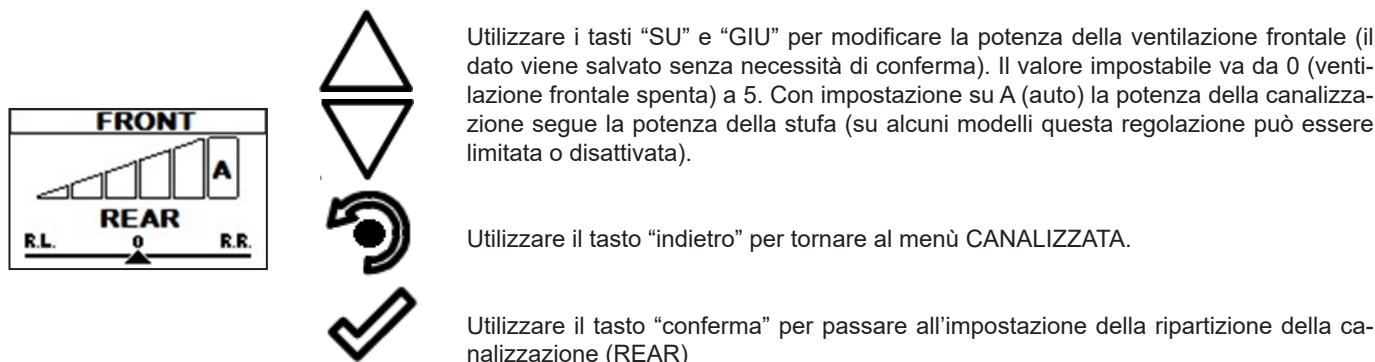 FRONT
A
REAR
R.L. 0 R.R.
Utilizzare i tasti “SU” e “GIU” per modificare la potenza della ventilazione frontale (il
dato viene salvato senza necessità di conferma). Il valore impostabile va da 0 (venti-
lazione frontale spenta) a 5. Con impostazione su A (auto) la potenza della canalizza-
zione segue la potenza della stufa (su alcuni modelli questa regolazione può essere
limitata o disattivata).
Utilizzare il tasto “indietro” per tornare al menù CANALIZZATA.
Utilizzare il tasto “conferma” per passare all’impostazione della ripartizione della ca-
nalizzazione (REAR)